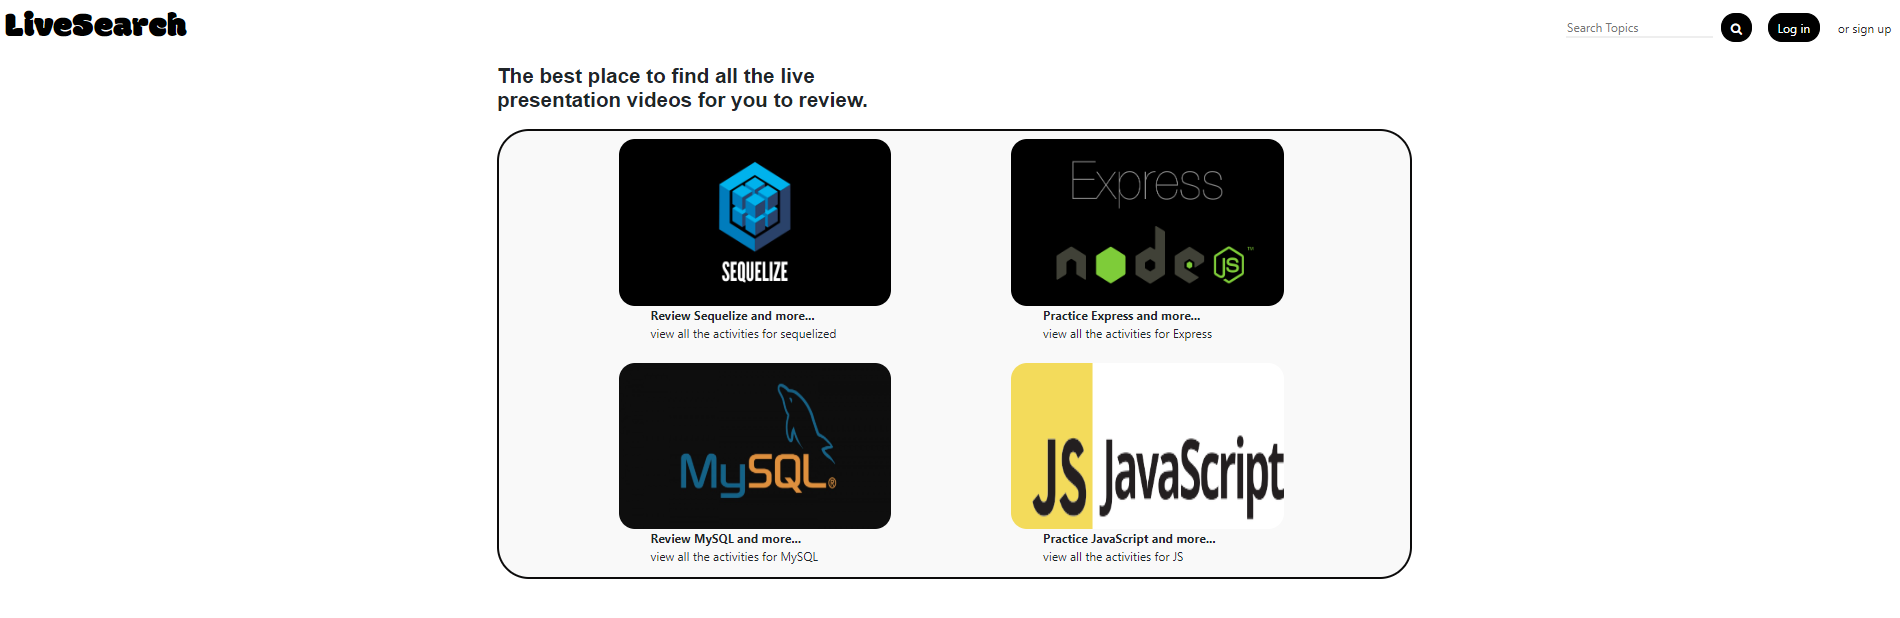 LiveSearch
Search Topics
Log in
or sign up
The best place to find all the live
presentation videos for you to review.
SEQUELIZE
Express
node JS ™
Review Sequelize and more...
view all the activities for sequelized
Practice Express and more...
view all the activities for Express
MySQL®
JS JavaScript
Review MySQL and more...
view all the activities for MySQL
Practice JavaScript and more...
view all the activities for JS